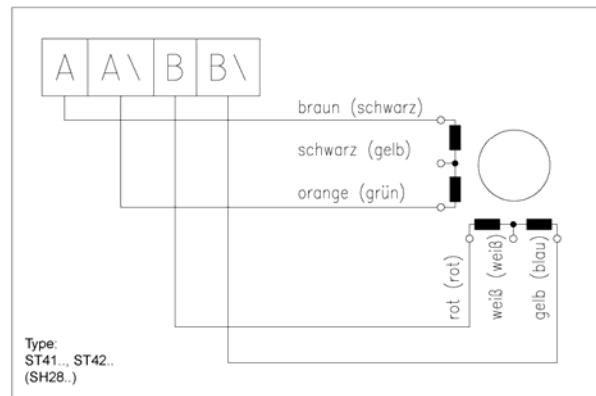 A A\ B B\
braun (schwarz)
schwarz (gelb)
orange (grün)
rot (rot)
weiß (weiß)
gelb (blau)
Type:
ST41.., ST42..
(SH28..)